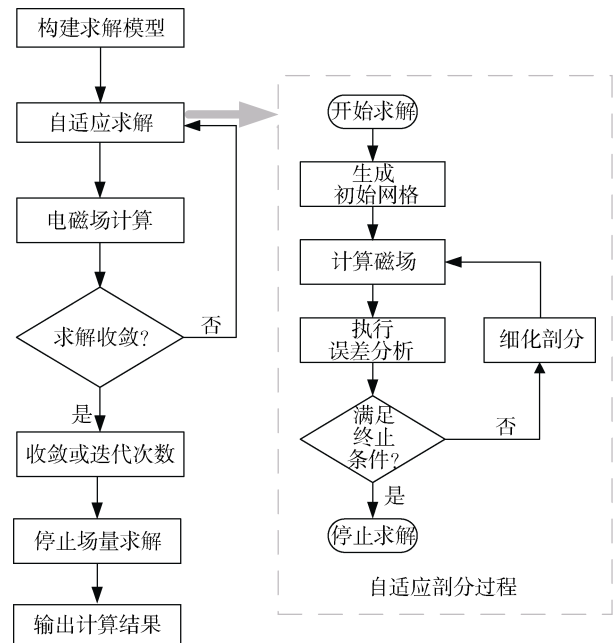 构建求解模型
自适应求解
电磁场计算
求解收敛?
否
是
收敛或迭代次数
停止场量求解
输出计算结果
开始求解
生成
初始网格
计算磁场
执行
误差分析
细化剖分
满足
终止
条件?
否
是
停止求解
自适应剖分过程